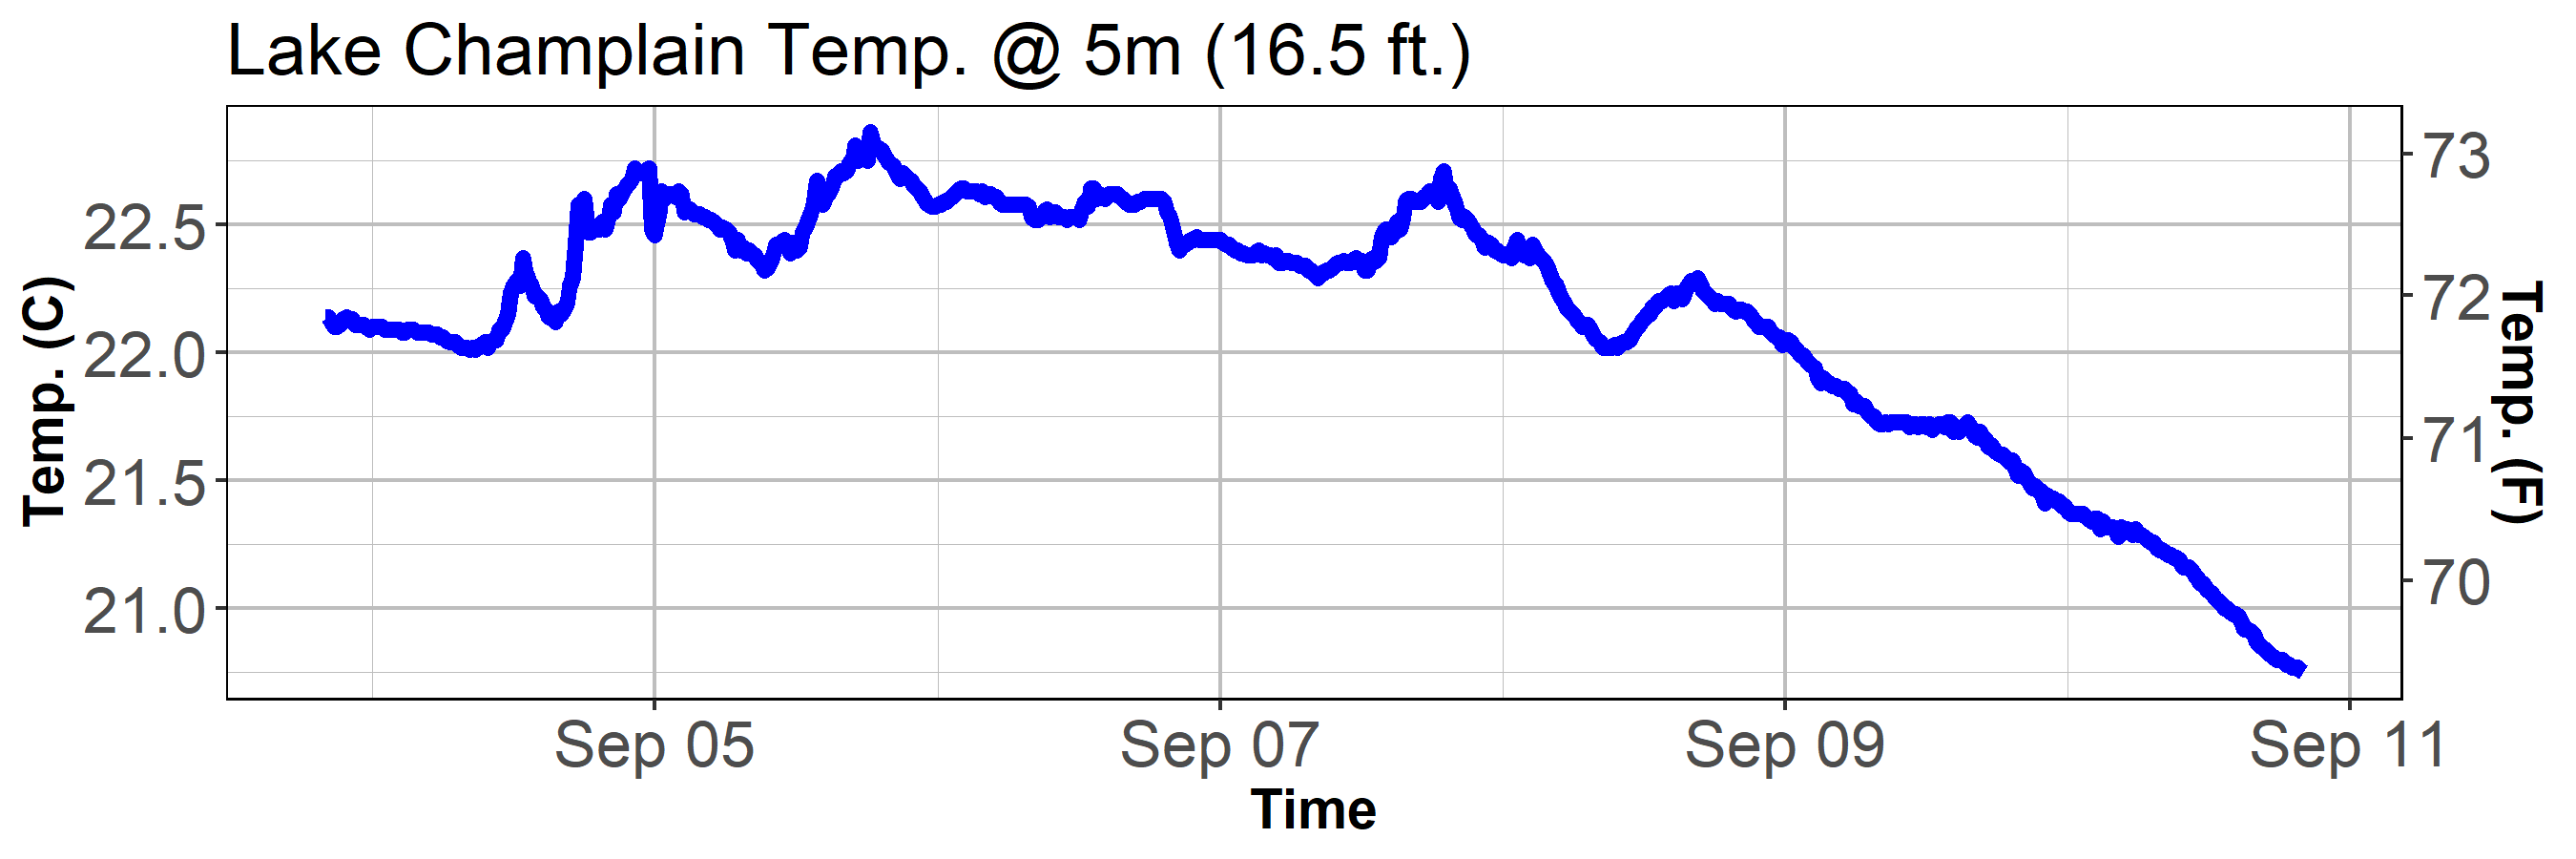 Lake Champlain Temp. @ 5m (16.5 ft.)
Temp. (C)
22.5
22.0
21.5
21.0
73
72
71
70
Temp. (F)
Sep 05 Sep 07 Sep 09 Sep 11
Time